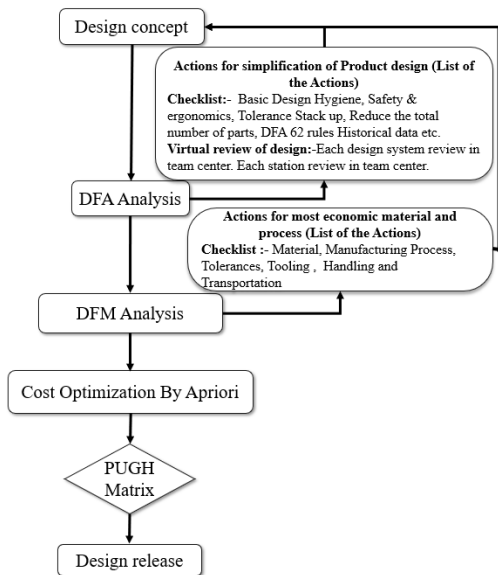 Design concept
Actions for simplification of Product design (List of
the Actions)
Checklist:- Basic Design Hygiene, Safety &
ergonomics, Tolerance Stack up, Reduce the total
number of parts, DFA 62 rules Historical data etc.
Virtual review of design:-Each design system review in
team center. Each station review in team center.
DFA Analysis
Actions for most economic material and
process (List of the Actions)
Checklist :- Material, Manufacturing Process,
Tolerances, Tooling , Handling and
Transportation
DFM Analysis
Cost Optimization By Apriori
PUGH
Matrix
Design release